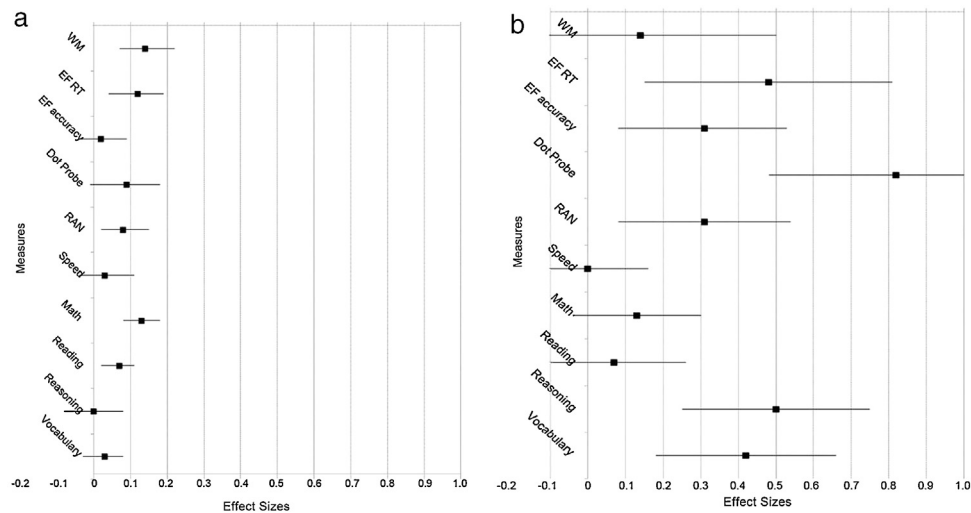 a
WM
EF RT
EF accuracy
Dot Probe
RAN
Speed
Math
Reading
Reasoning
Vocabulary
Measures
-0.2 -0.1 0 0.1 0.2 0.3 0.4 0.5 0.6 0.7 0.8 0.9 1.0
Effect Sizes
b
WM
EF RT
EF accuracy
Dot Probe
RAN
Speed
Math
Reading
Reasoning
Vocabulary
Measures
-0.2 -0.1 0 0.1 0.2 0.3 0.4 0.5 0.6 0.7 0.8 0.9 1.0
Effect Sizes